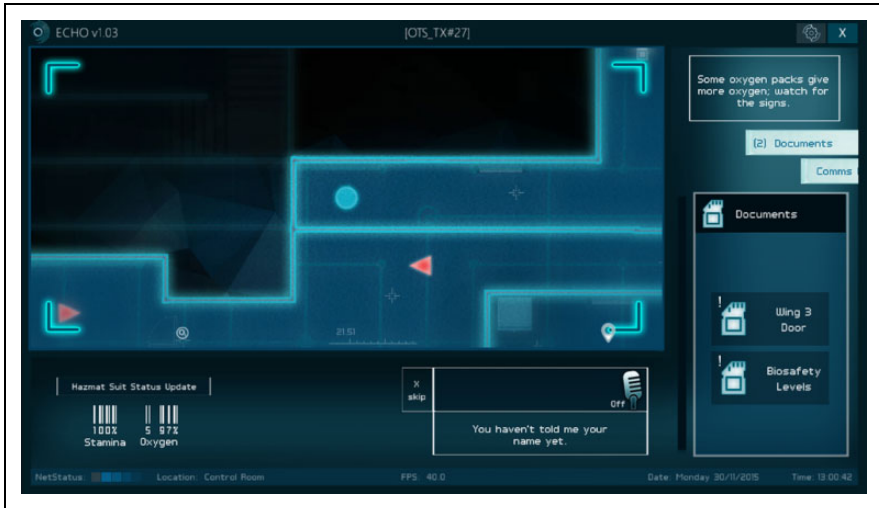 ECHO v1.03
[OTS_TX#27]
X
Some oxygen packs give
more oxygen; watch for
the signs.
(2) Documents
Comms
Documents
Wing 3
Door
Biosafety
Levels
21.51
Hazmat Suit Status Update
100%
Stamina
5 97%
Oxygen
X
skip
Off
You haven't told me your
name yet.
NetStatus:
Location: Control Room
FPS: 40.0
Date: Monday 30/11/2015
Time: 13:00:42